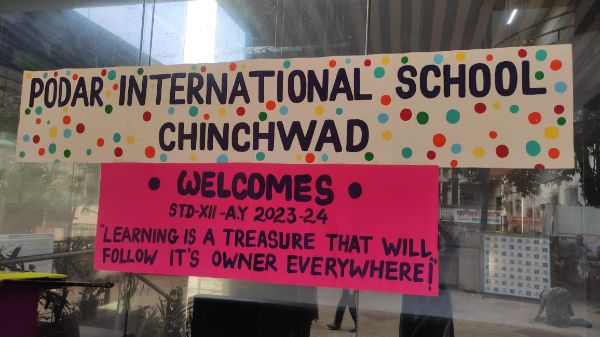 PODAR INTERNATIONAL SCHOOL
CHINCHWAD
• WELCOMES •
STD-XII-A.Y 2023-24
"LEARNING IS A TREASURE THAT WILL
FOLLOW IT'S OWNER EVERYWHERE!"